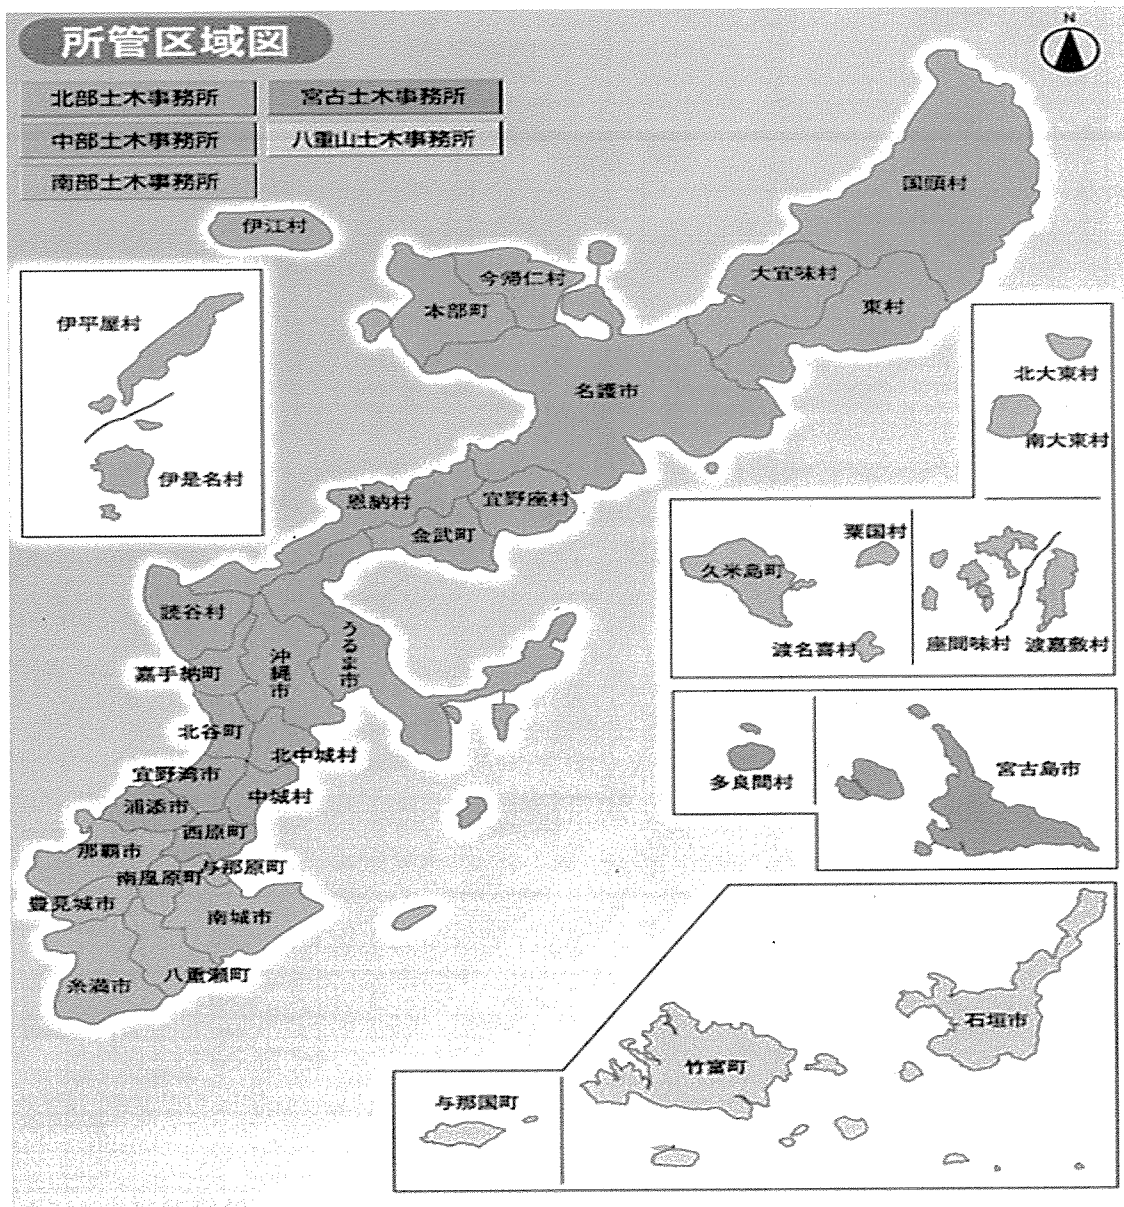 所管区域図
N
北部土木事務所
宮古土木事務所
中部土木事務所
八重山土木事務所
南部土木事務所
伊江村
国頭村
今帰仁村
大宜味村
本部町
東村
伊平屋村
名護市
北大東村
南大東村
伊是名村
恩納村
宜野座村
金武町
粟国村
久米島町
渡名喜村
座間味村
渡嘉敷村
読谷村
うるま市
沖縄市
嘉手納町
北谷町
北中城村
宜野湾市
中城村
浦添市
西原町
那覇市
与那原町
南風原町
豊見城市
南城市
糸満市
八重瀬町
多良間村
宮古島市
石垣市
竹富町
与那国町